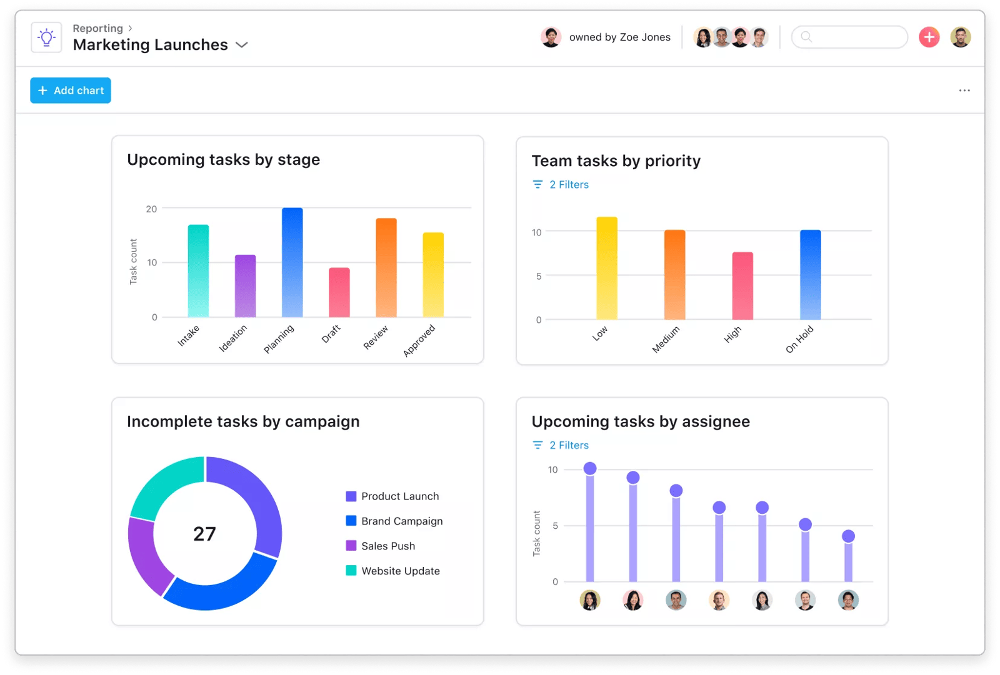 Reporting >
Marketing Launches
owned by Zoe Jones
+ Add chart
...
Upcoming tasks by stage
20
10
0
Task count
Intake
Ideation
Planning
Draft
Review
Approved
Team tasks by priority
2 Filters
10
5
0
Low
Medium
High
On Hold
Incomplete tasks by campaign
27
Product Launch
Brand Campaign
Sales Push
Website Update
Upcoming tasks by assignee
2 Filters
10
5
0
Task count